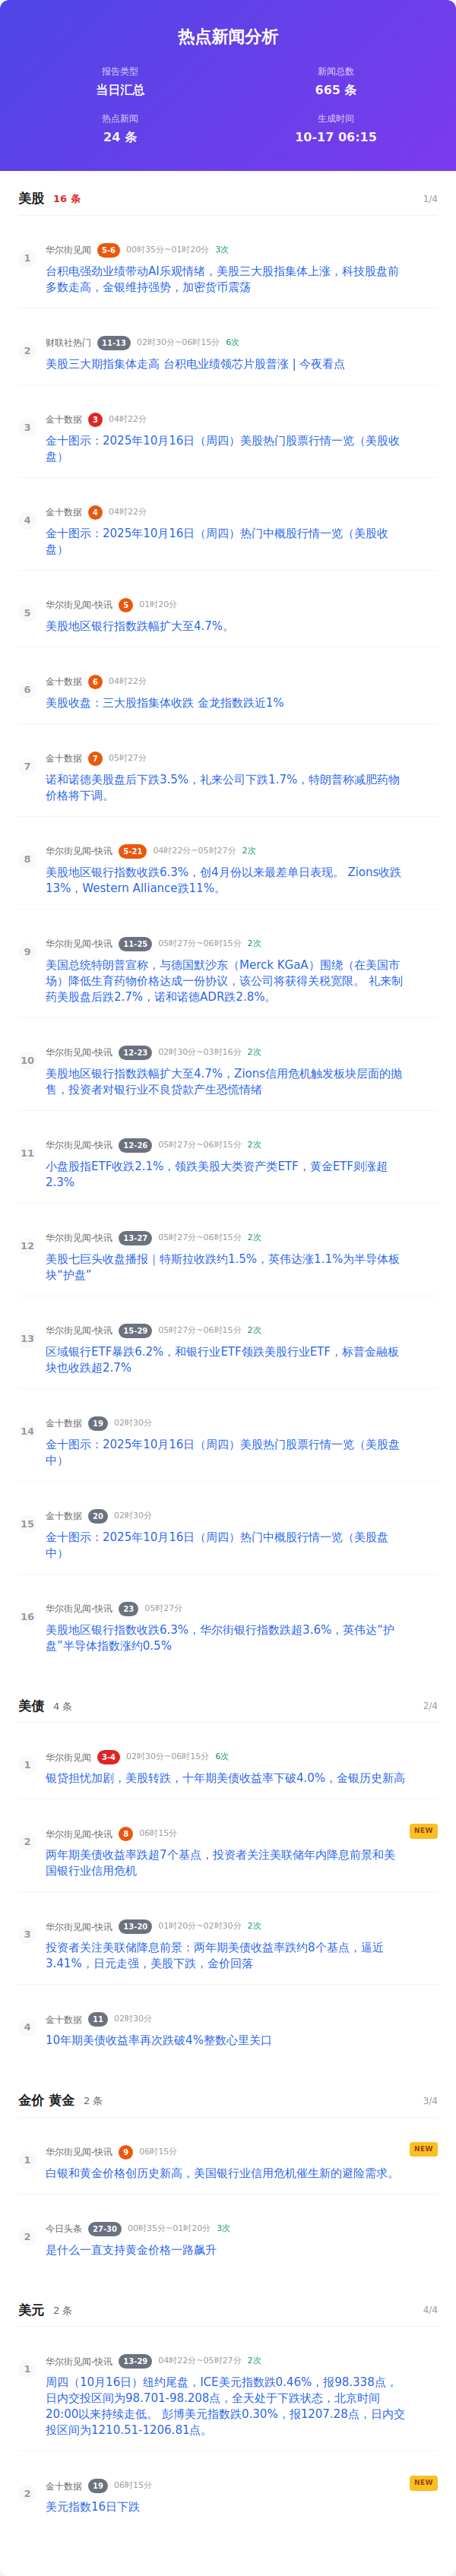 热点新闻分析
报告类型
新闻总数
当日汇总
665 条
热点新闻
生成时间
24 条
10-17 06:15
美股 16 条 1/4
1 华尔街见闻 5-6 00时35分~01时20分 3次
台积电强劲业绩带动AI乐观情绪，美股三大股指集体上涨，科技股盘前
多数走高，金银维持强势，加密货币震荡
2 财联社热门 11-13 02时30分~06时15分 6次
美股三大期指集体走高 台积电业绩领芯片股普涨 | 今夜看点
3 金十数据 3 04时22分
金十图示：2025年10月16日（周四）美股热门股票行情一览（美股收
盘）
4 金十数据 4 04时22分
金十图示：2025年10月16日（周四）热门中概股行情一览（美股收
盘）
5 华尔街见闻-快讯 5 01时20分
美股地区银行指数跌幅扩大至4.7%。
6 金十数据 6 04时22分
美股收盘：三大股指集体收跌 金龙指数跌近1%
7 金十数据 7 05时27分
诺和诺德美股盘后下跌3.5%，礼来公司下跌1.7%，特朗普称减肥药物
价格将下调。
8 华尔街见闻-快讯 5-21 04时22分~05时27分 2次
美股地区银行指数收跌6.3%，创4月份以来最差单日表现。 Zions收跌
13%，Western Alliance跌11%。
9 华尔街见闻-快讯 11-25 05时27分~06时15分 2次
美国总统特朗普宣称，与德国默沙东（Merck KGaA）围绕（在美国市
场）降低生育药物价格达成一份协议，该公司将获得关税宽限。 礼来制
药美股盘后跌2.7%，诺和诺德ADR跌2.8%。
10 华尔街见闻-快讯 12-23 02时30分~03时16分 2次
美股地区银行指数跌幅扩大至4.7%，Zions信用危机触发板块层面的抛
售，投资者对银行业不良贷款产生恐慌情绪
11 华尔街见闻-快讯 12-26 05时27分~06时15分 2次
小盘股指ETF收跌2.1%，领跌美股大类资产类ETF，黄金ETF则涨超
2.3%
12 华尔街见闻-快讯 13-27 05时27分~06时15分 2次
美股七巨头收盘播报｜特斯拉收跌约1.5%，英伟达涨1.1%为半导体板
块“护盘”
13 华尔街见闻-快讯 15-29 05时27分~06时15分 2次
区域银行ETF暴跌6.2%，和银行业ETF领跌美股行业ETF，标普金融板
块也收跌超2.7%
14 金十数据 19 02时30分
金十图示：2025年10月16日（周四）美股热门股票行情一览（美股盘
中）
15 金十数据 20 02时30分
金十图示：2025年10月16日（周四）热门中概股行情一览（美股盘
中）
16 华尔街见闻-快讯 23 05时27分
美股地区银行指数收跌6.3%，华尔街银行指数跌超3.6%，英伟达“护
盘”半导体指数涨约0.5%
美债 4 条 2/4
1 华尔街见闻 3-4 02时30分~06时15分 6次
银贷担忧加剧，美股转跌，十年期美债收益率下破4.0%，金银历史新高
2 华尔街见闻-快讯 8 06时15分 NEW
两年期美债收益率跌超7个基点，投资者关注美联储年内降息前景和美
国银行业信用危机
3 华尔街见闻-快讯 13-20 01时20分~02时30分 2次
投资者关注美联储降息前景：两年期美债收益率跌约8个基点，逼近
3.41%，日元走强，美股下跌，金价回落
4 金十数据 11 02时30分
10年期美债收益率再次跌破4%整数心里关口
金价 黄金 2 条 3/4
1 华尔街见闻-快讯 9 06时15分 NEW
白银和黄金价格创历史新高，美国银行业信用危机催生新的避险需求。
2 今日头条 27-30 00时35分~01时20分 3次
是什么一直支持黄金价格一路飙升
美元 2 条 4/4
1 华尔街见闻-快讯 13-29 04时22分~05时27分 2次
周四（10月16日）纽约尾盘，ICE美元指数跌0.46%，报98.338点，
日内交投区间为98.701-98.208点，全天处于下跌状态，北京时间
20:00以来持续走低。 彭博美元指数跌0.30%，报1207.28点，日内交
投区间为1210.51-1206.81点。
2 金十数据 19 06时15分 NEW
美元指数16日下跌